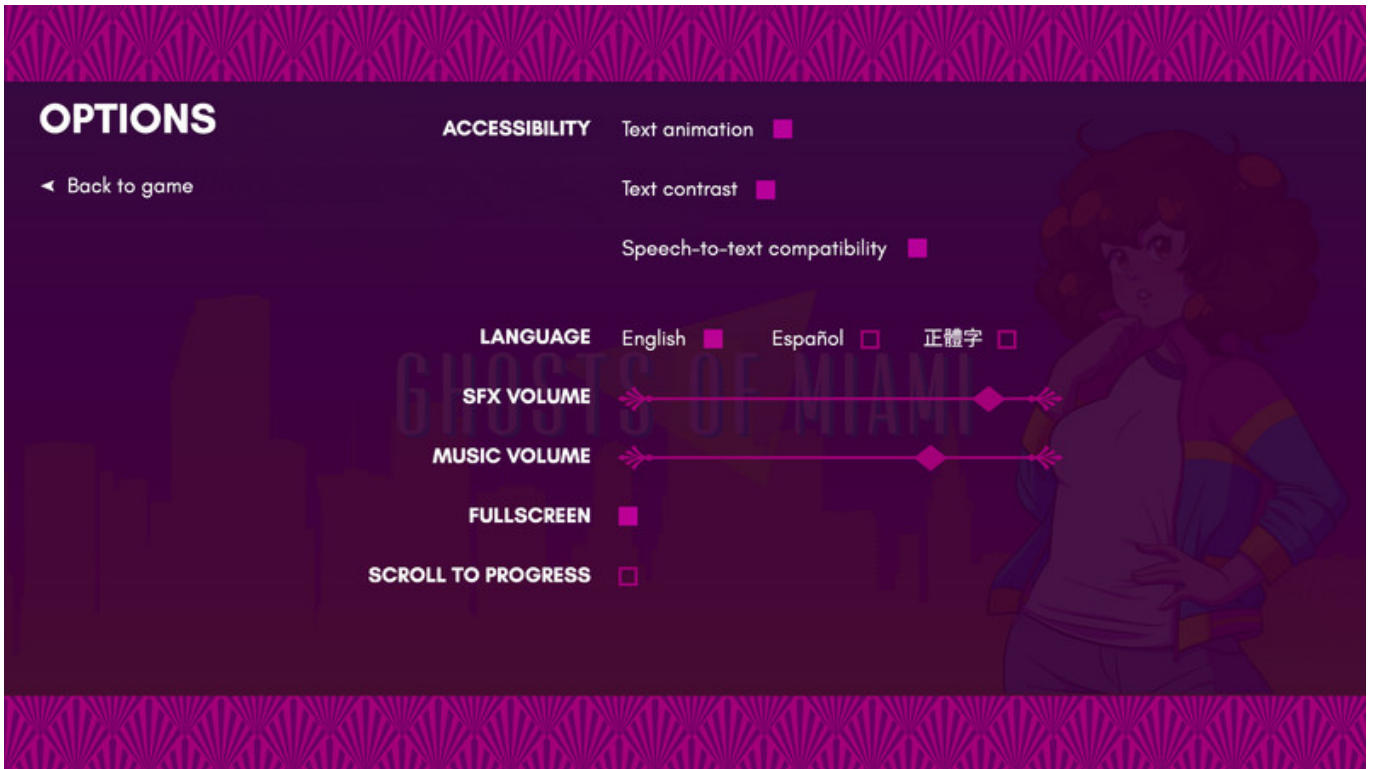 OPTIONS
◄ Back to game
ACCESSIBILITY Text animation
Text contrast
Speech-to-text compatibility
LANGUAGE English Español 正體字
GHOSTS OF MIAMI
SFX VOLUME
MUSIC VOLUME
FULLSCREEN
SCROLL TO PROGRESS